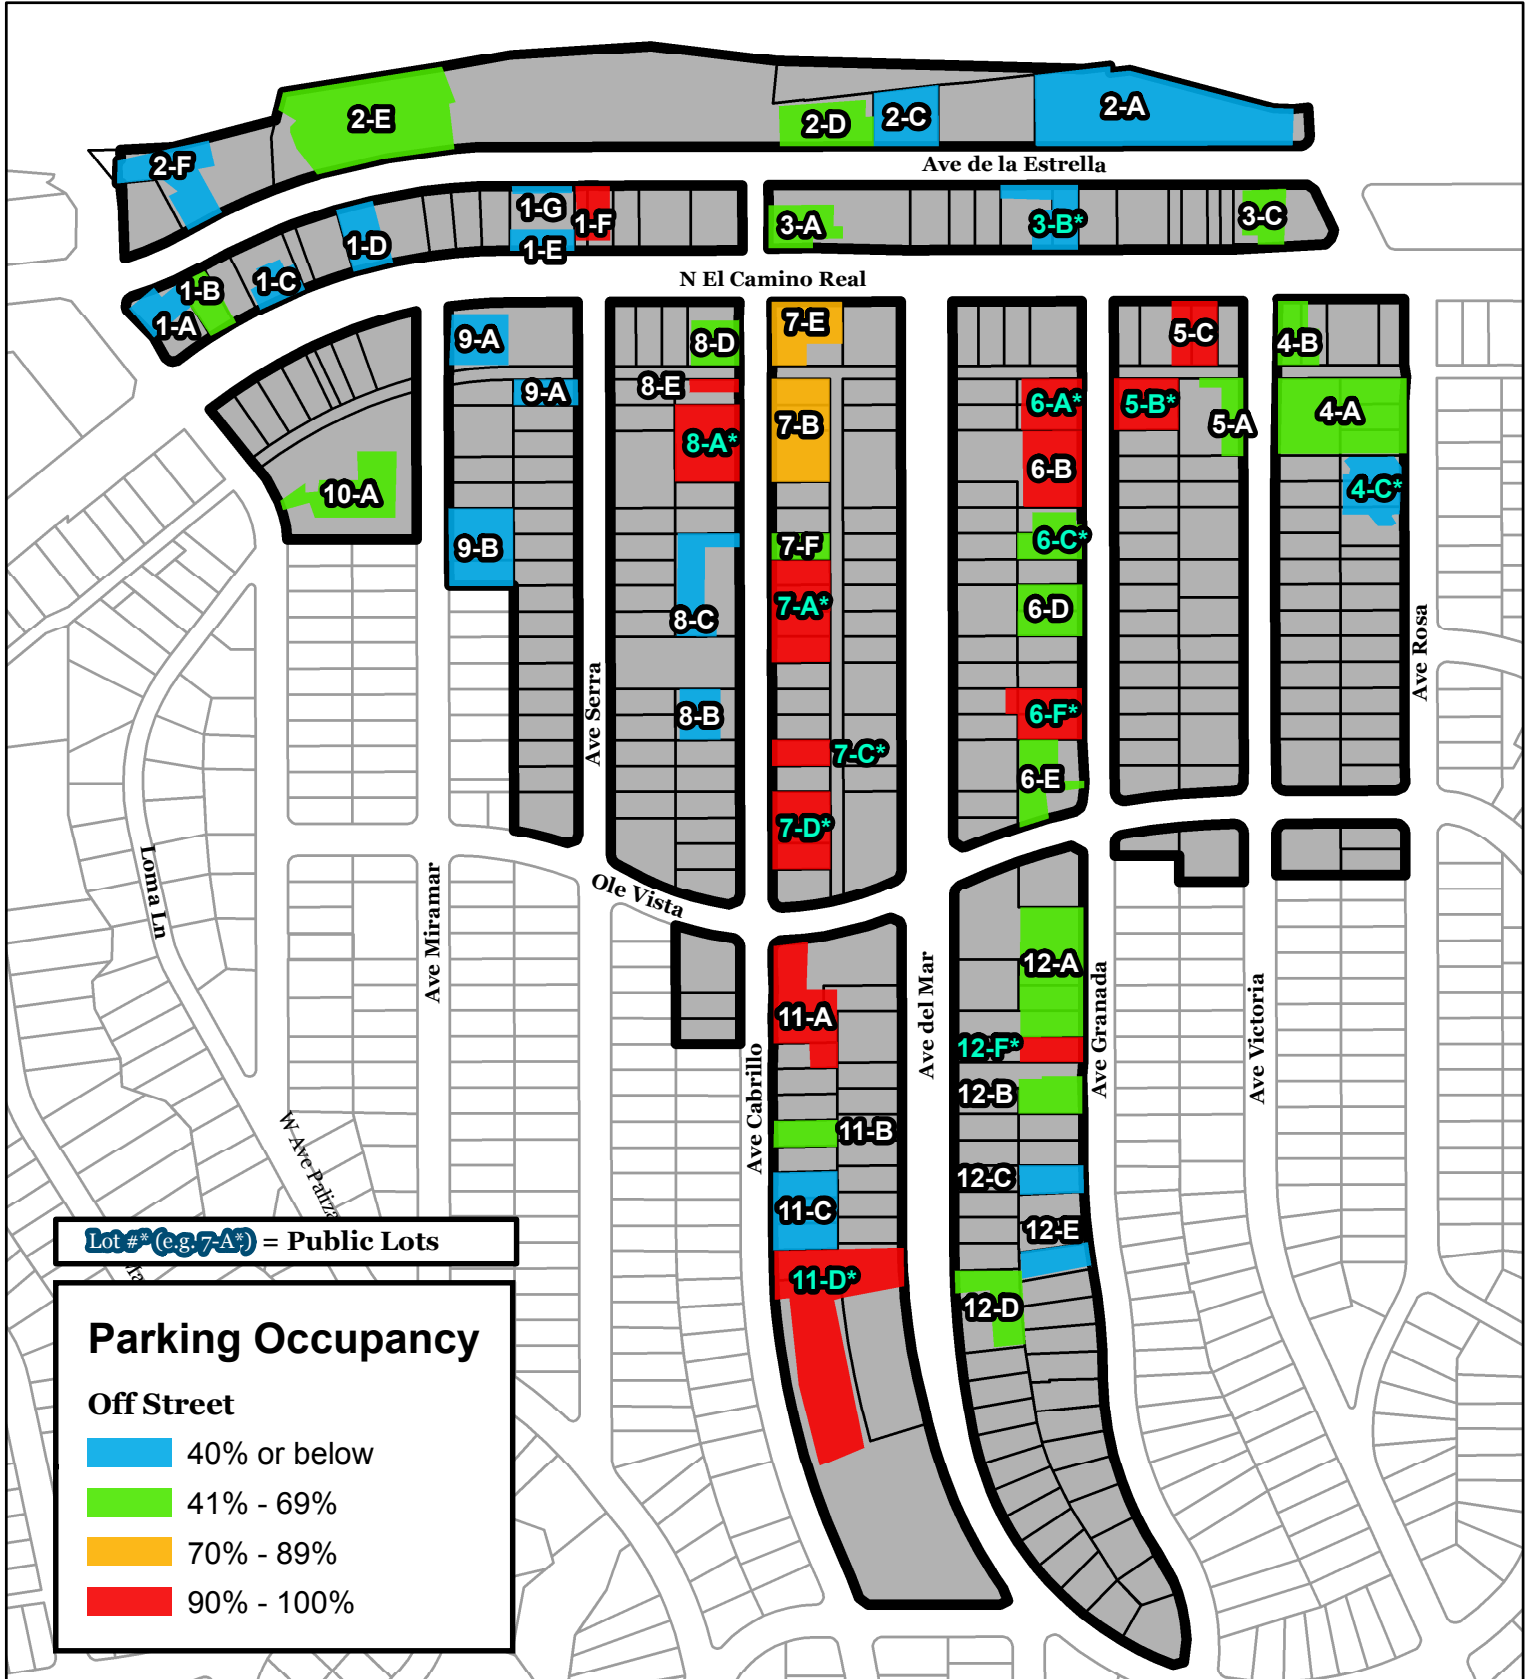 2-E
2-D
2-C
2-A
2-F
Ave de la Estrella
1-G
1-F
1-E
1-D
1-C
1-B
1-A
3-A
3-B*
3-C
N El Camino Real
9-A
9-A
9-B
8-D
8-E
8-A*
8-C
8-B
7-E
7-B
7-F
7-A*
7-C*
7-D*
6-A*
6-B
6-C*
6-D
6-F*
6-E
5-C
5-B*
5-A
4-B
4-A
4-C*
10-A
Ave Serra
Ave Rosa
Loma Ln
Ave Miramar
Ole Vista
Ave Cabrillo
Ave del Mar
Ave Granada
Ave Victoria
W Ave Paliza
Ma
11-A
11-B
11-C
11-D*
12-A
12-F*
12-B
12-C
12-E
12-D
Lot #* (e.g. 7-A*) = Public Lots
Parking Occupancy
Off Street
40% or below
41% - 69%
70% - 89%
90% - 100%